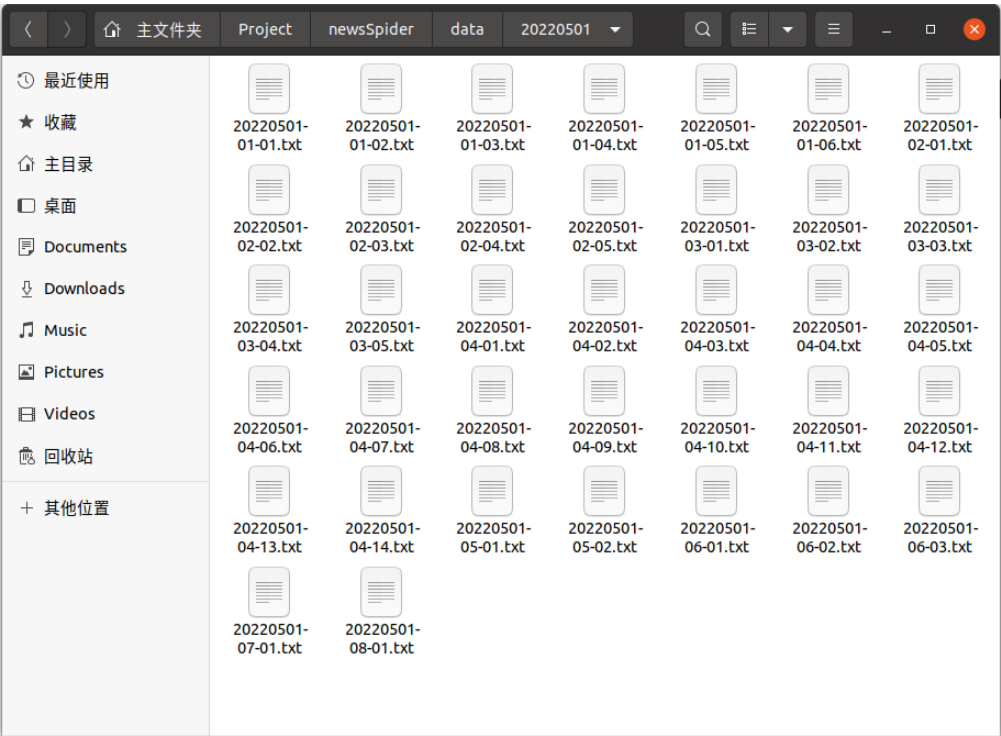 主文件夹 Project newsSpider data 20220501
最近使用
收藏
主目录
桌面
Documents
Downloads
Music
Pictures
Videos
回收站
+ 其他位置
20220501- 20220501- 20220501- 20220501- 20220501- 20220501- 20220501-
01-01.txt 01-02.txt 01-03.txt 01-04.txt 01-05.txt 01-06.txt 02-01.txt
20220501- 20220501- 20220501- 20220501- 20220501- 20220501- 20220501-
02-02.txt 02-03.txt 02-04.txt 02-05.txt 03-01.txt 03-02.txt 03-03.txt
20220501- 20220501- 20220501- 20220501- 20220501- 20220501- 20220501-
03-04.txt 03-05.txt 04-01.txt 04-02.txt 04-03.txt 04-04.txt 04-05.txt
20220501- 20220501- 20220501- 20220501- 20220501- 20220501- 20220501-
04-06.txt 04-07.txt 04-08.txt 04-09.txt 04-10.txt 04-11.txt 04-12.txt
20220501- 20220501- 20220501- 20220501- 20220501- 20220501- 20220501-
04-13.txt 04-14.txt 05-01.txt 05-02.txt 06-01.txt 06-02.txt 06-03.txt
20220501- 20220501-
07-01.txt 08-01.txt